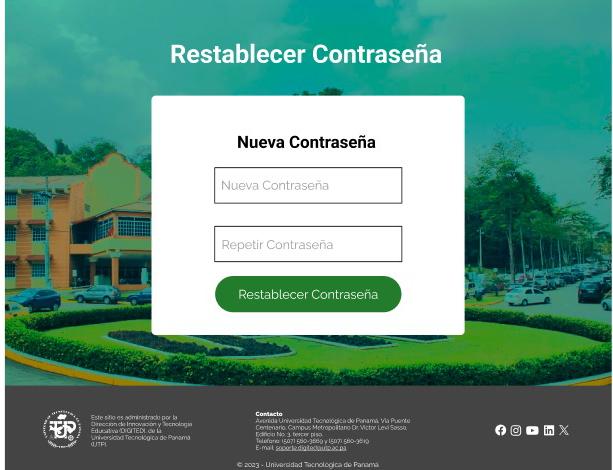 Restablecer Contraseña
Nueva Contraseña
Nueva Contraseña
Repetir Contraseña
Restablecer Contraseña
Este sitio es administrado por la
Dirección de Innovación y Tecnología
Educativa (DIGITED), de la
Universidad Tecnológica de Panamá
(UTP).
Contacto
Avenida Universidad Tecnológica de Panamá, Vía Puente
Centenario, Campus Metropolitano Dr. Víctor Levi Sasso,
Edificio No. 3, tercer piso.
Teléfono: (507) 560-3669 y (507) 560-3619
E-mail: soporte.digited@utp.ac.pa
© 2023 - Universidad Tecnológica de Panamá